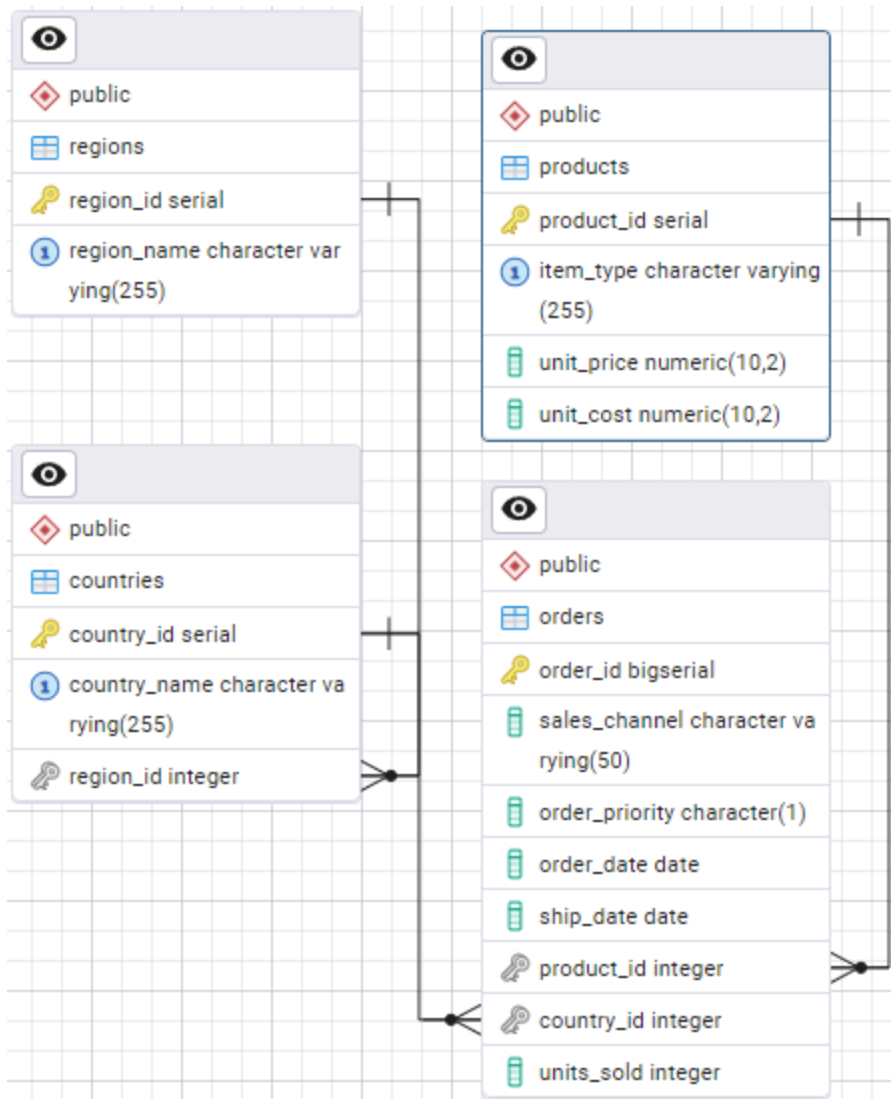 public
regions
region_id serial
region_name character var
ying(255)
public
products
product_id serial
1 item_type character varying
(255)
unit_price numeric(10,2)
unit_cost numeric(10,2)
public
countries
country_id serial
1 country_name character va
rying(255)
region_id integer
public
orders
order_id bigserial
sales_channel character va
rying(50)
order_priority character(1)
order_date date
ship_date date
product_id integer
country_id integer
units_sold integer